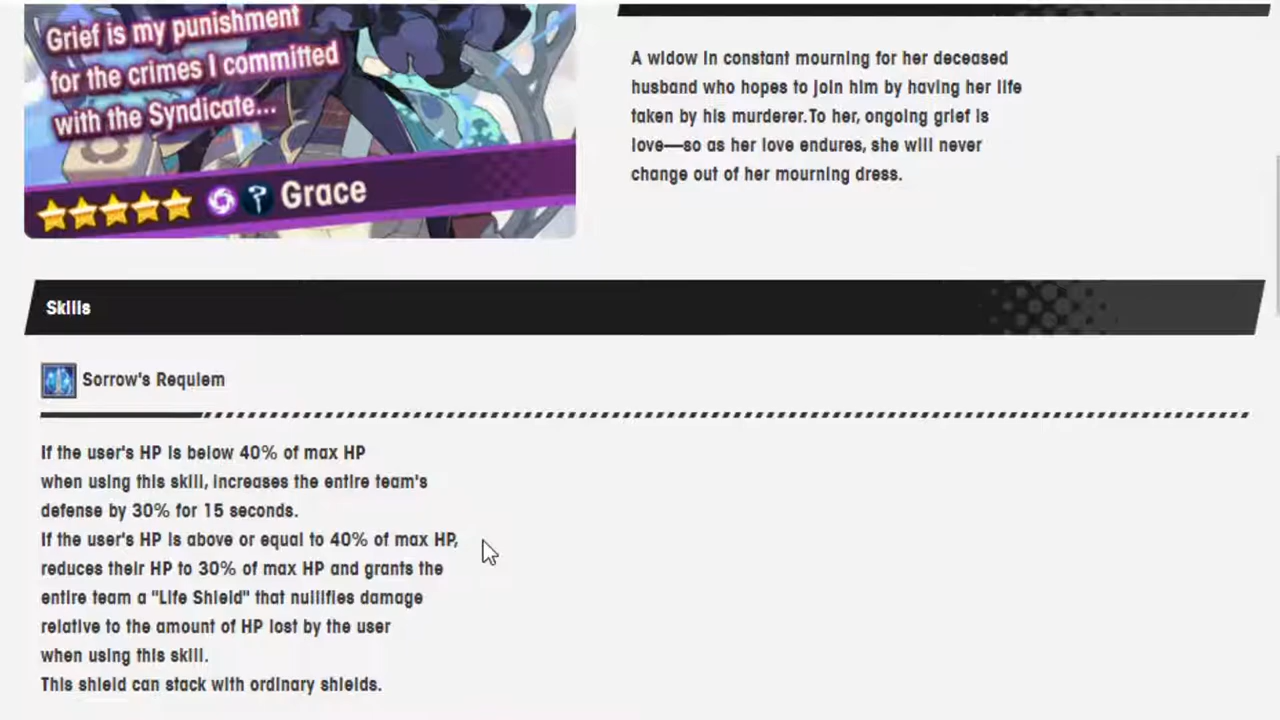 Grief is my punishment
for the crimes I committed
with the Syndicate...
Grace
A widow in constant mourning for her deceased
husband who hopes to join him by having her life
taken by his murderer.To her, ongoing grief is
love—so as her love endures, she will never
change out of her mourning dress.
Skills
Sorrow's Requiem
If the user's HP is below 40% of max HP
when using this skill, increases the entire team's
defense by 30% for 15 seconds.
If the user's HP is above or equal to 40% of max HP,
reduces their HP to 30% of max HP and grants the
entire team a "Life Shield" that nullifies damage
relative to the amount of HP lost by the user
when using this skill.
This shield can stack with ordinary shields.